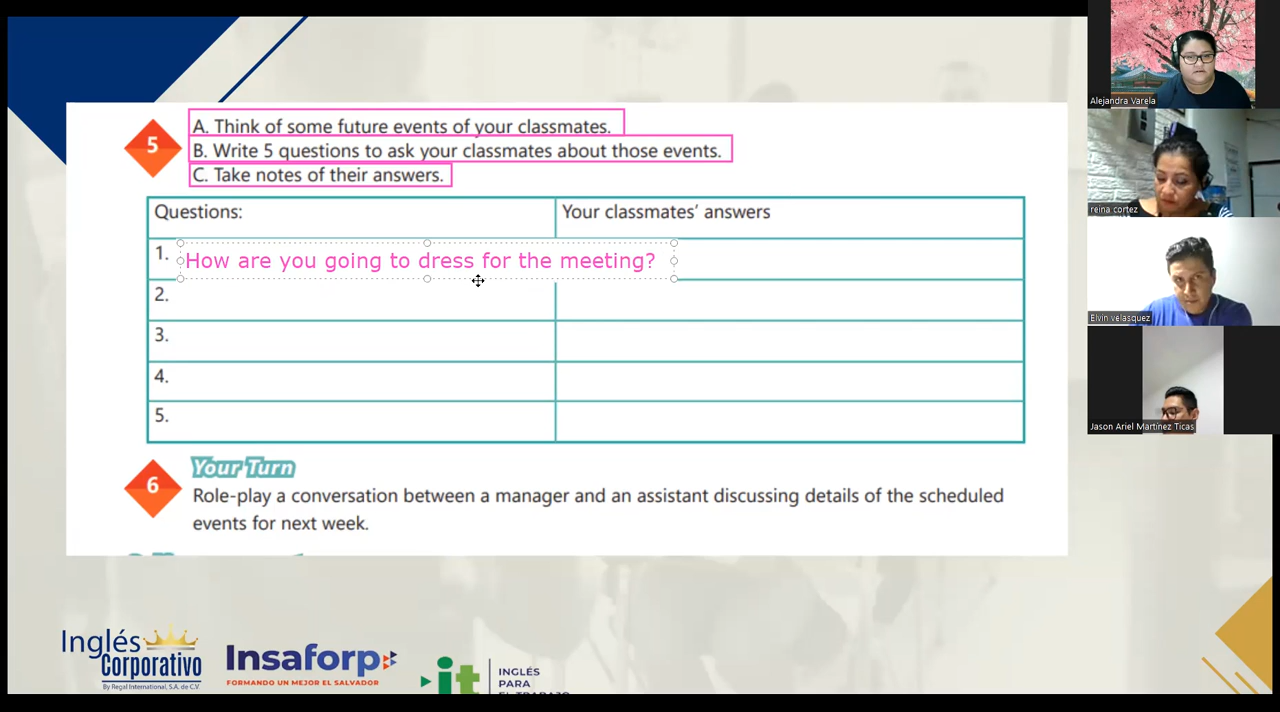 5
A. Think of some future events of your classmates.
B. Write 5 questions to ask your classmates about those events.
C. Take notes of their answers.
Questions:
Your classmates' answers
1.
How are you going to dress for the meeting?
2.
3.
4.
5.
6
Your Turn
Role-play a conversation between a manager and an assistant discussing details of the scheduled
events for next week.
Alejandra Varela
reina cortez
Elvin velasquez
Jason Ariel Martínez Ticas
Inglés
Corporativo
By Regal International, S.A. de C.V.
Insaforp
FORMANDO UN MEJOR EL SALVADOR
it
INGLÉS
PARA
EL TRABAJO